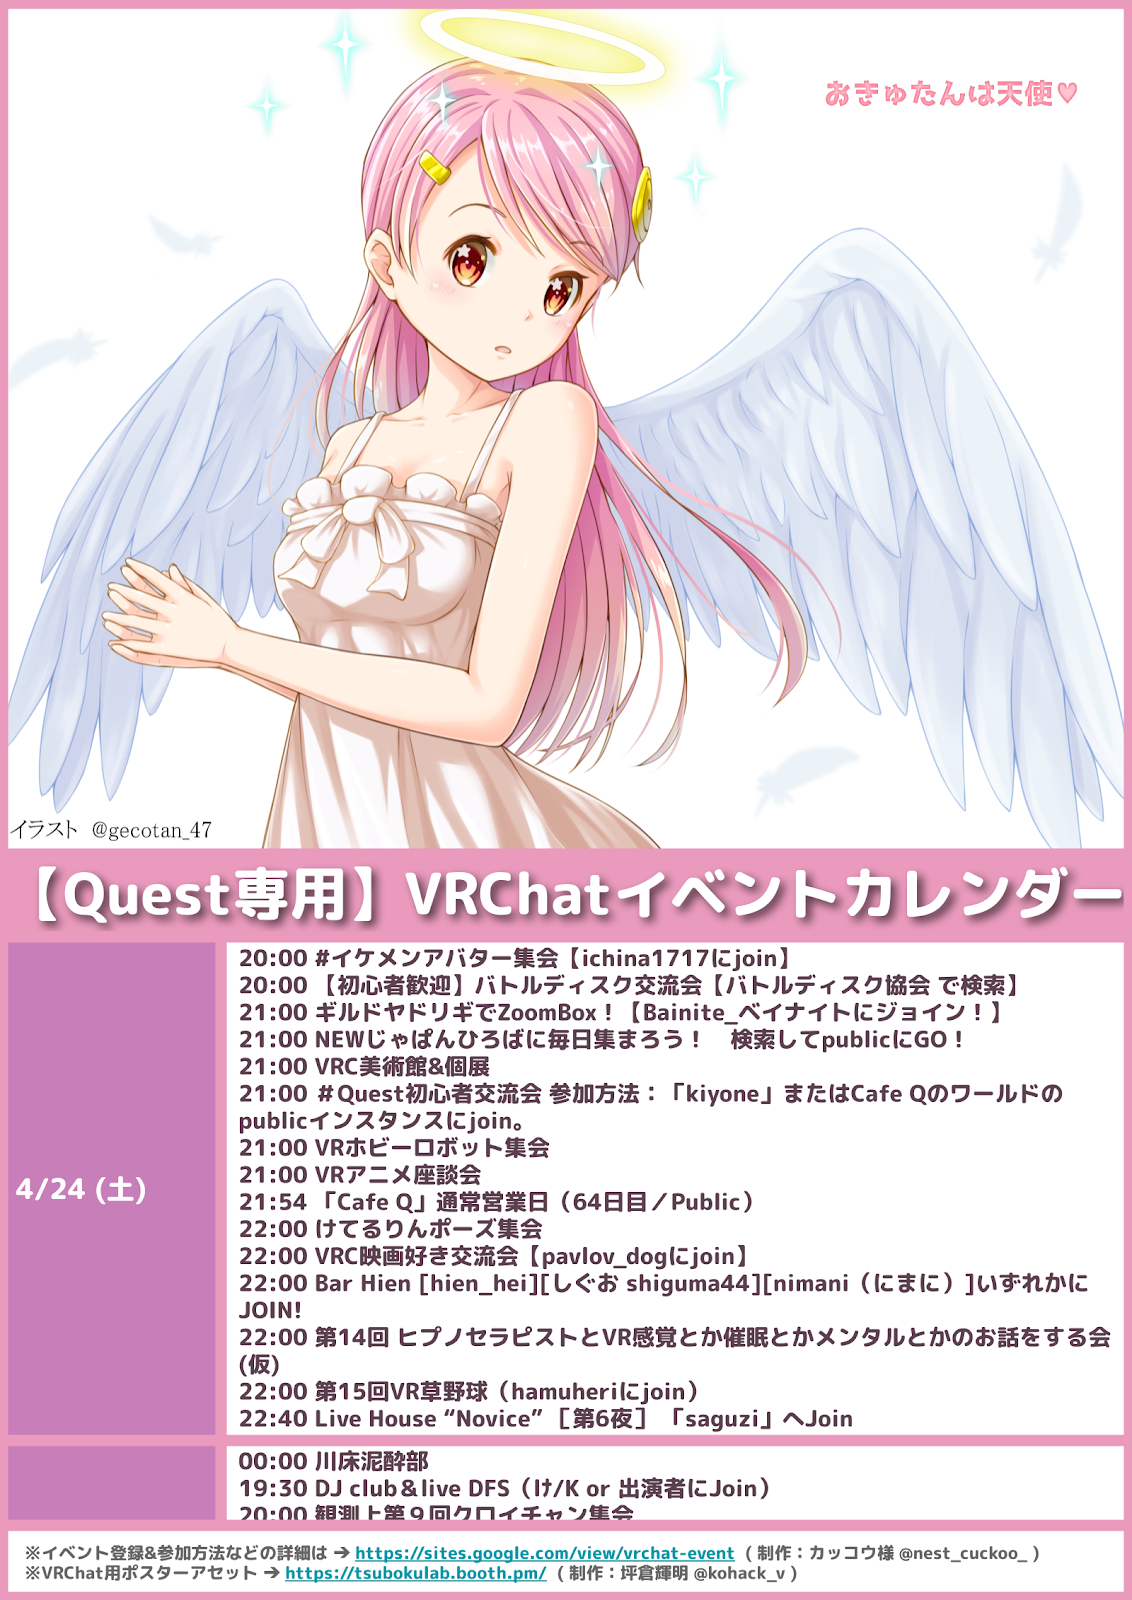 おきゅたんは天使♥
イラスト @gecotan_47
【Quest専用】VRChatイベントカレンダー
4/24 (土)
20:00 #イケメンアバター集会【ichina1717にjoin】
20:00 【初心者歓迎】バトルディスク交流会【バトルディスク協会 で検索】
21:00 ギルドヤドリギでZoomBox！【Bainite_ベイナイトにジョイン！】
21:00 NEWじゃぱんひろばに毎日集まろう！　検索してpublicにGO！
21:00 VRC美術館&個展
21:00 ＃Quest初心者交流会 参加方法：「kiyone」またはCafe Qのワールドの
publicインスタンスにjoin。
21:00 VRホビーロボット集会
21:00 VRアニメ座談会
21:54 「Cafe Q」通常営業日（64日目／Public）
22:00 けてるりんポーズ集会
22:00 VRC映画好き交流会【pavlov_dogにjoin】
22:00 Bar Hien [hien_hei][しぐお shiguma44][nimani（にまに）]いずれかに
JOIN!
22:00 第14回 ヒプノセラピストとVR感覚とか催眠とかメンタルとかのお話をする会
(仮)
22:00 第15回VR草野球（hamuheriにjoin）
22:40 Live House “Novice” ［第6夜］ 「saguzi」へJoin
00:00 川床泥酔部
19:30 DJ club＆live DFS（け/K or 出演者にJoin）
20:00 観測上第９回クロイチャン集会
※イベント登録&参加方法などの詳細は ➔ https://sites.google.com/view/vrchat-event ( 制作：カッコウ様 @nest_cuckoo_ )
※VRChat用ポスターアセット ➔ https://tsubokulab.booth.pm/ ( 制作：坪倉輝明 @kohack_v )